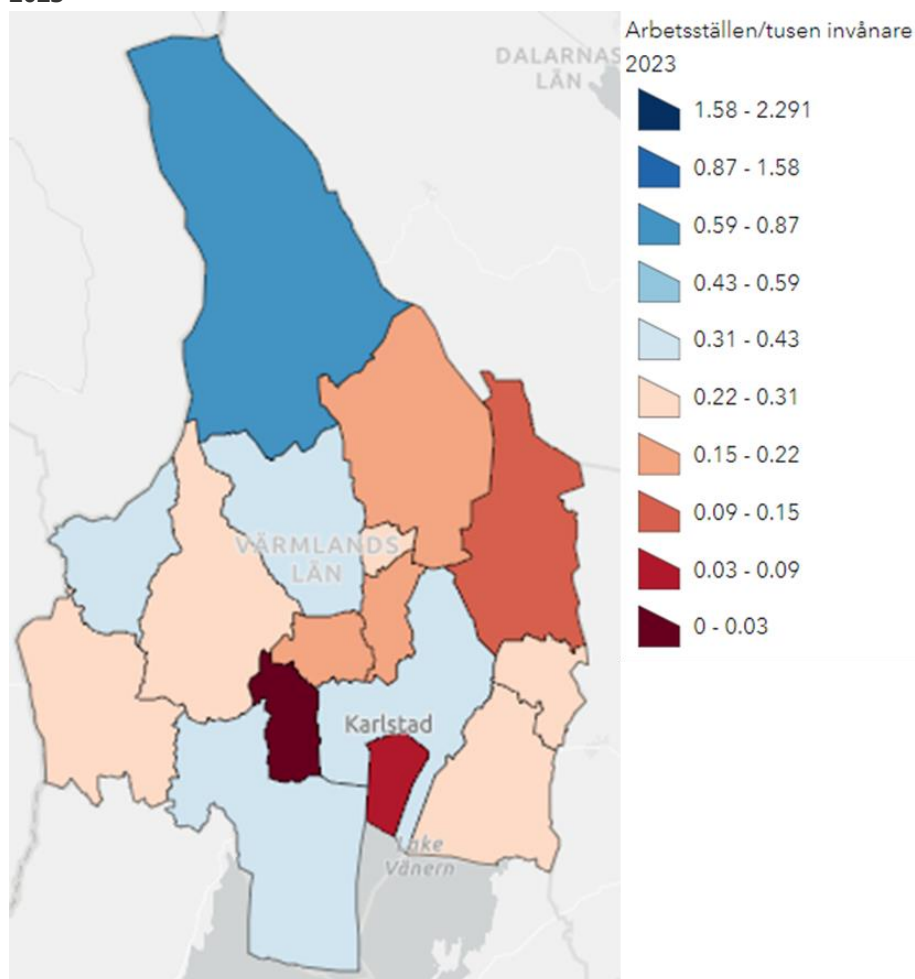 2023
DALARNAS
LÄN
VÄRMLANDS
LÄN
Karlstad
Lake
Vänern
Arbetsställen/tusen invånare
2023
1.58 - 2.291
0.87 - 1.58
0.59 - 0.87
0.43 - 0.59
0.31 - 0.43
0.22 - 0.31
0.15 - 0.22
0.09 - 0.15
0.03 - 0.09
0 - 0.03